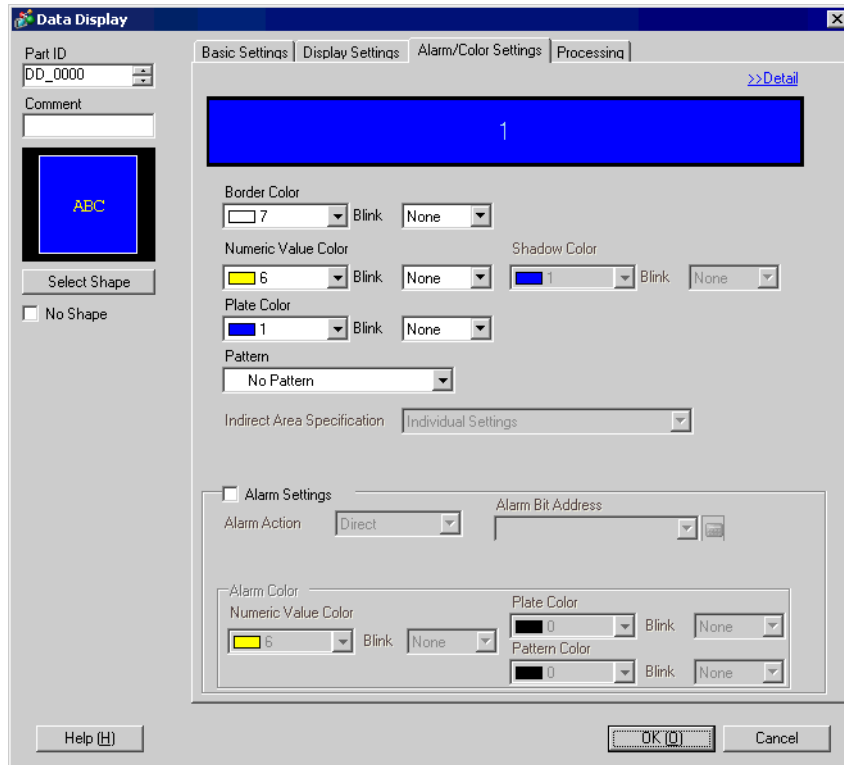 Data Display
Part ID
DD_0000
Comment
ABC
Select Shape
No Shape
Basic Settings Display Settings Alarm/Color Settings Processing
>>Detail
1
Border Color
7 Blink None
Numeric Value Color Shadow Color
6 Blink None 1 Blink None
Plate Color
1 Blink None
Pattern
No Pattern
Indirect Area Specification Individual Settings
Alarm Settings
Alarm Action Direct Alarm Bit Address
Alarm Color
Numeric Value Color Plate Color
6 Blink None 0 Blink None
Pattern Color
0 Blink None
Help (H) OK (O) Cancel